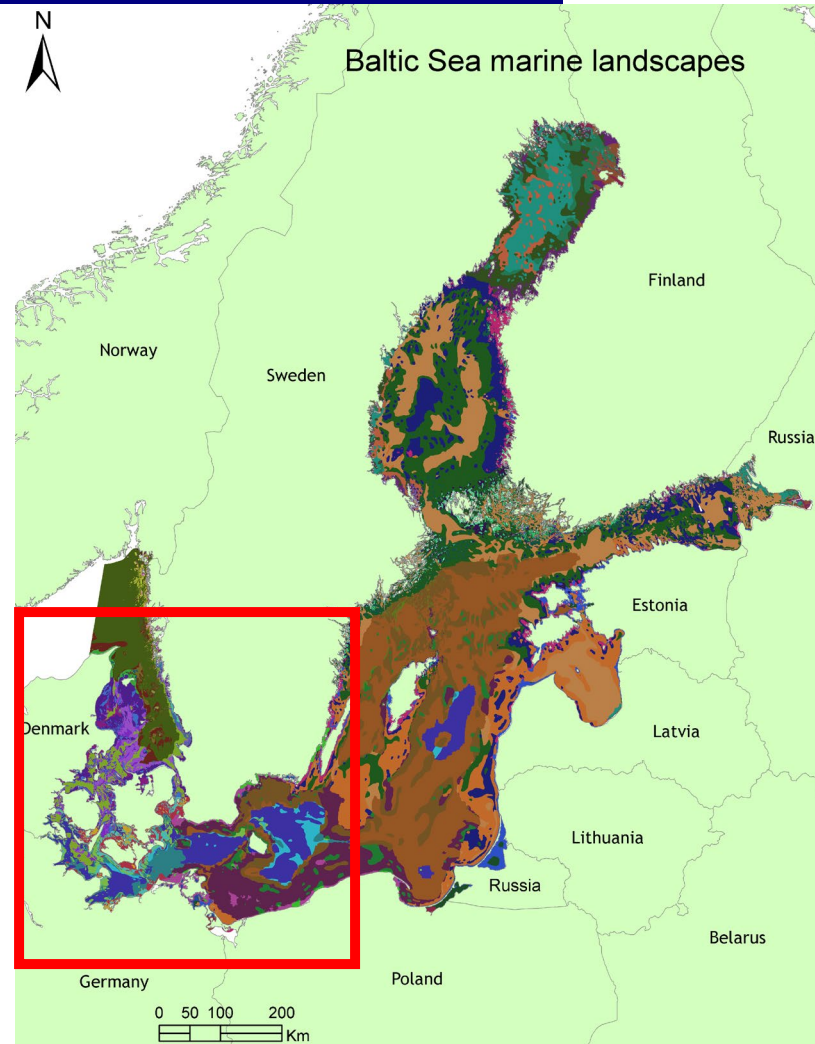 N
Baltic Sea marine landscapes
Finland
Norway
Sweden
Russia
Estonia
Denmark
Latvia
Lithuania
Russia
Belarus
Germany
Poland
0 50 100 200
Km